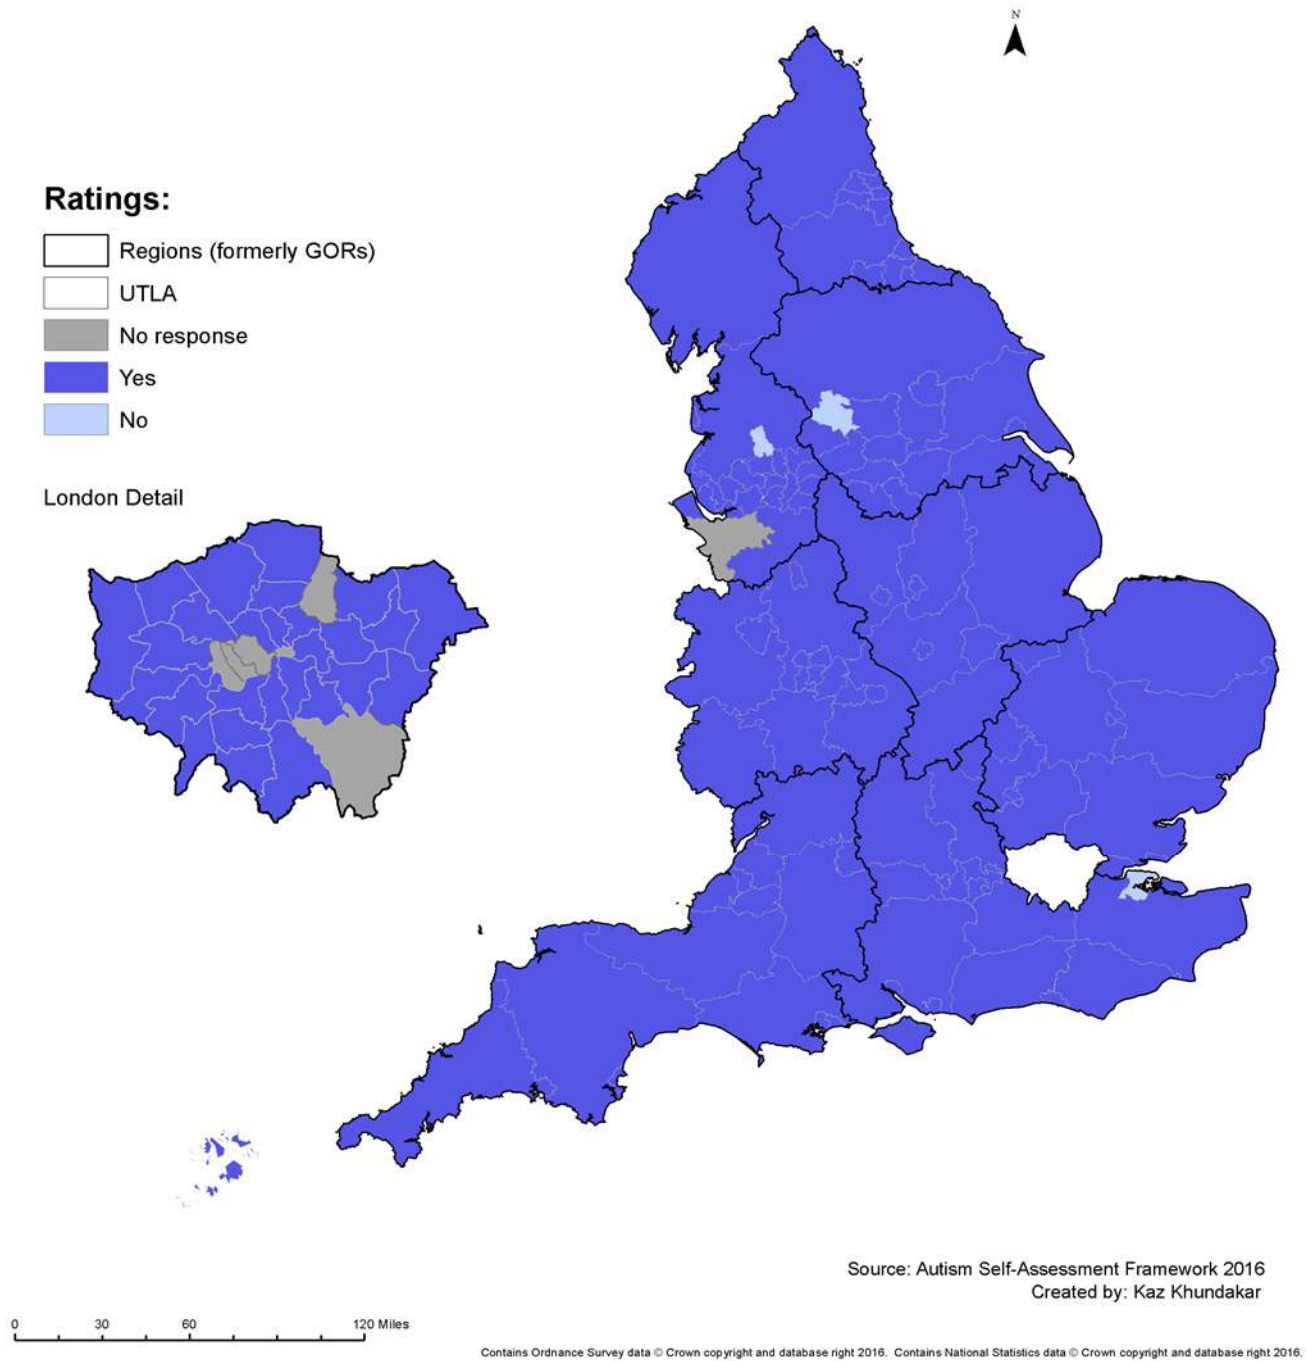 N
Ratings:
Regions (formerly GORs)
UTLA
No response
Yes
No
London Detail
Source: Autism Self-Assessment Framework 2016
Created by: Kaz Khundakar
0 30 60 120 Miles
Contains Ordnance Survey data © Crown copyright and database right 2016. Contains National Statistics data © Crown copyright and database right 2016.